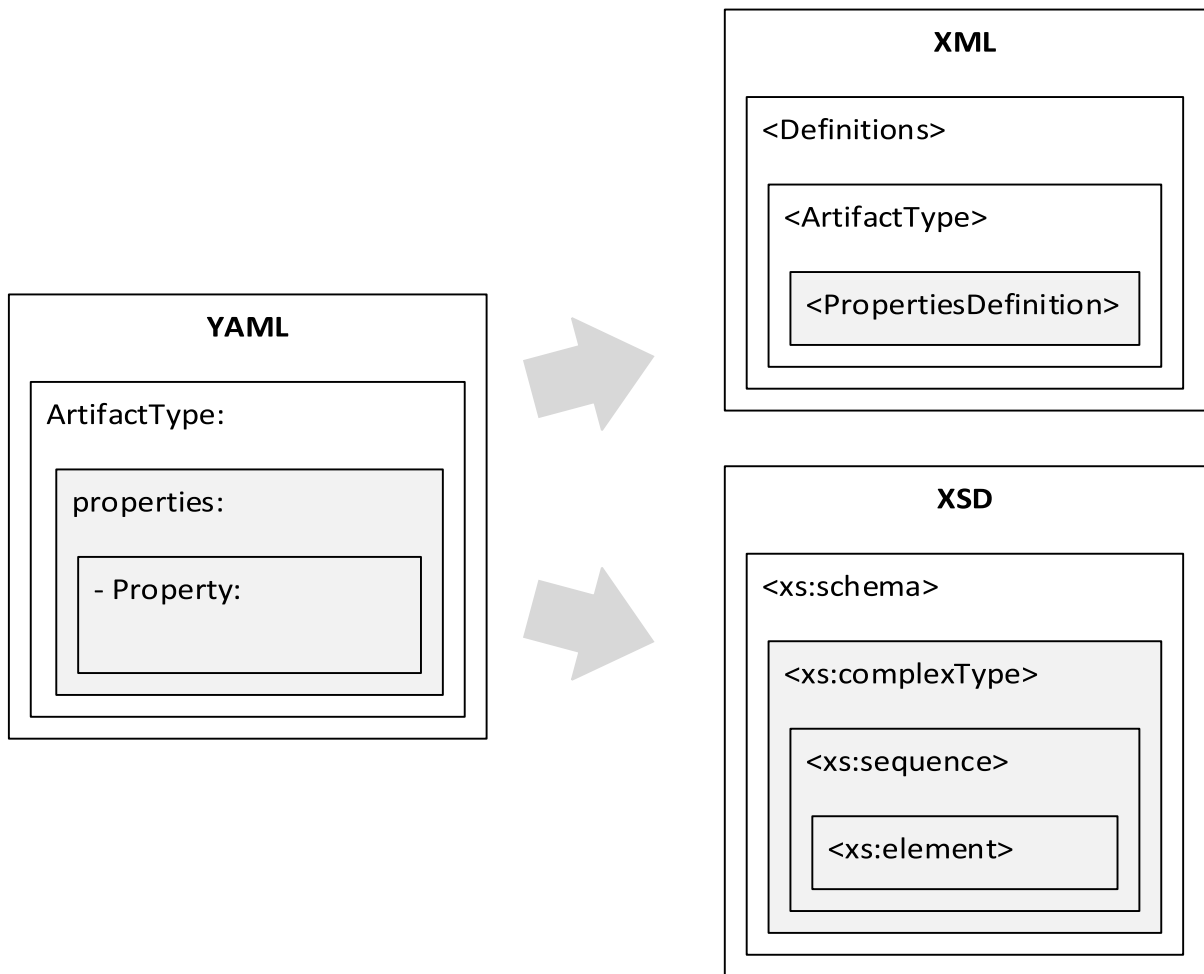 YAML
ArtifactType:
properties:
- Property:
XML
<Definitions>
<ArtifactType>
<PropertiesDefinition>
XSD
<xs:schema>
<xs:complexType>
<xs:sequence>
<xs:element>